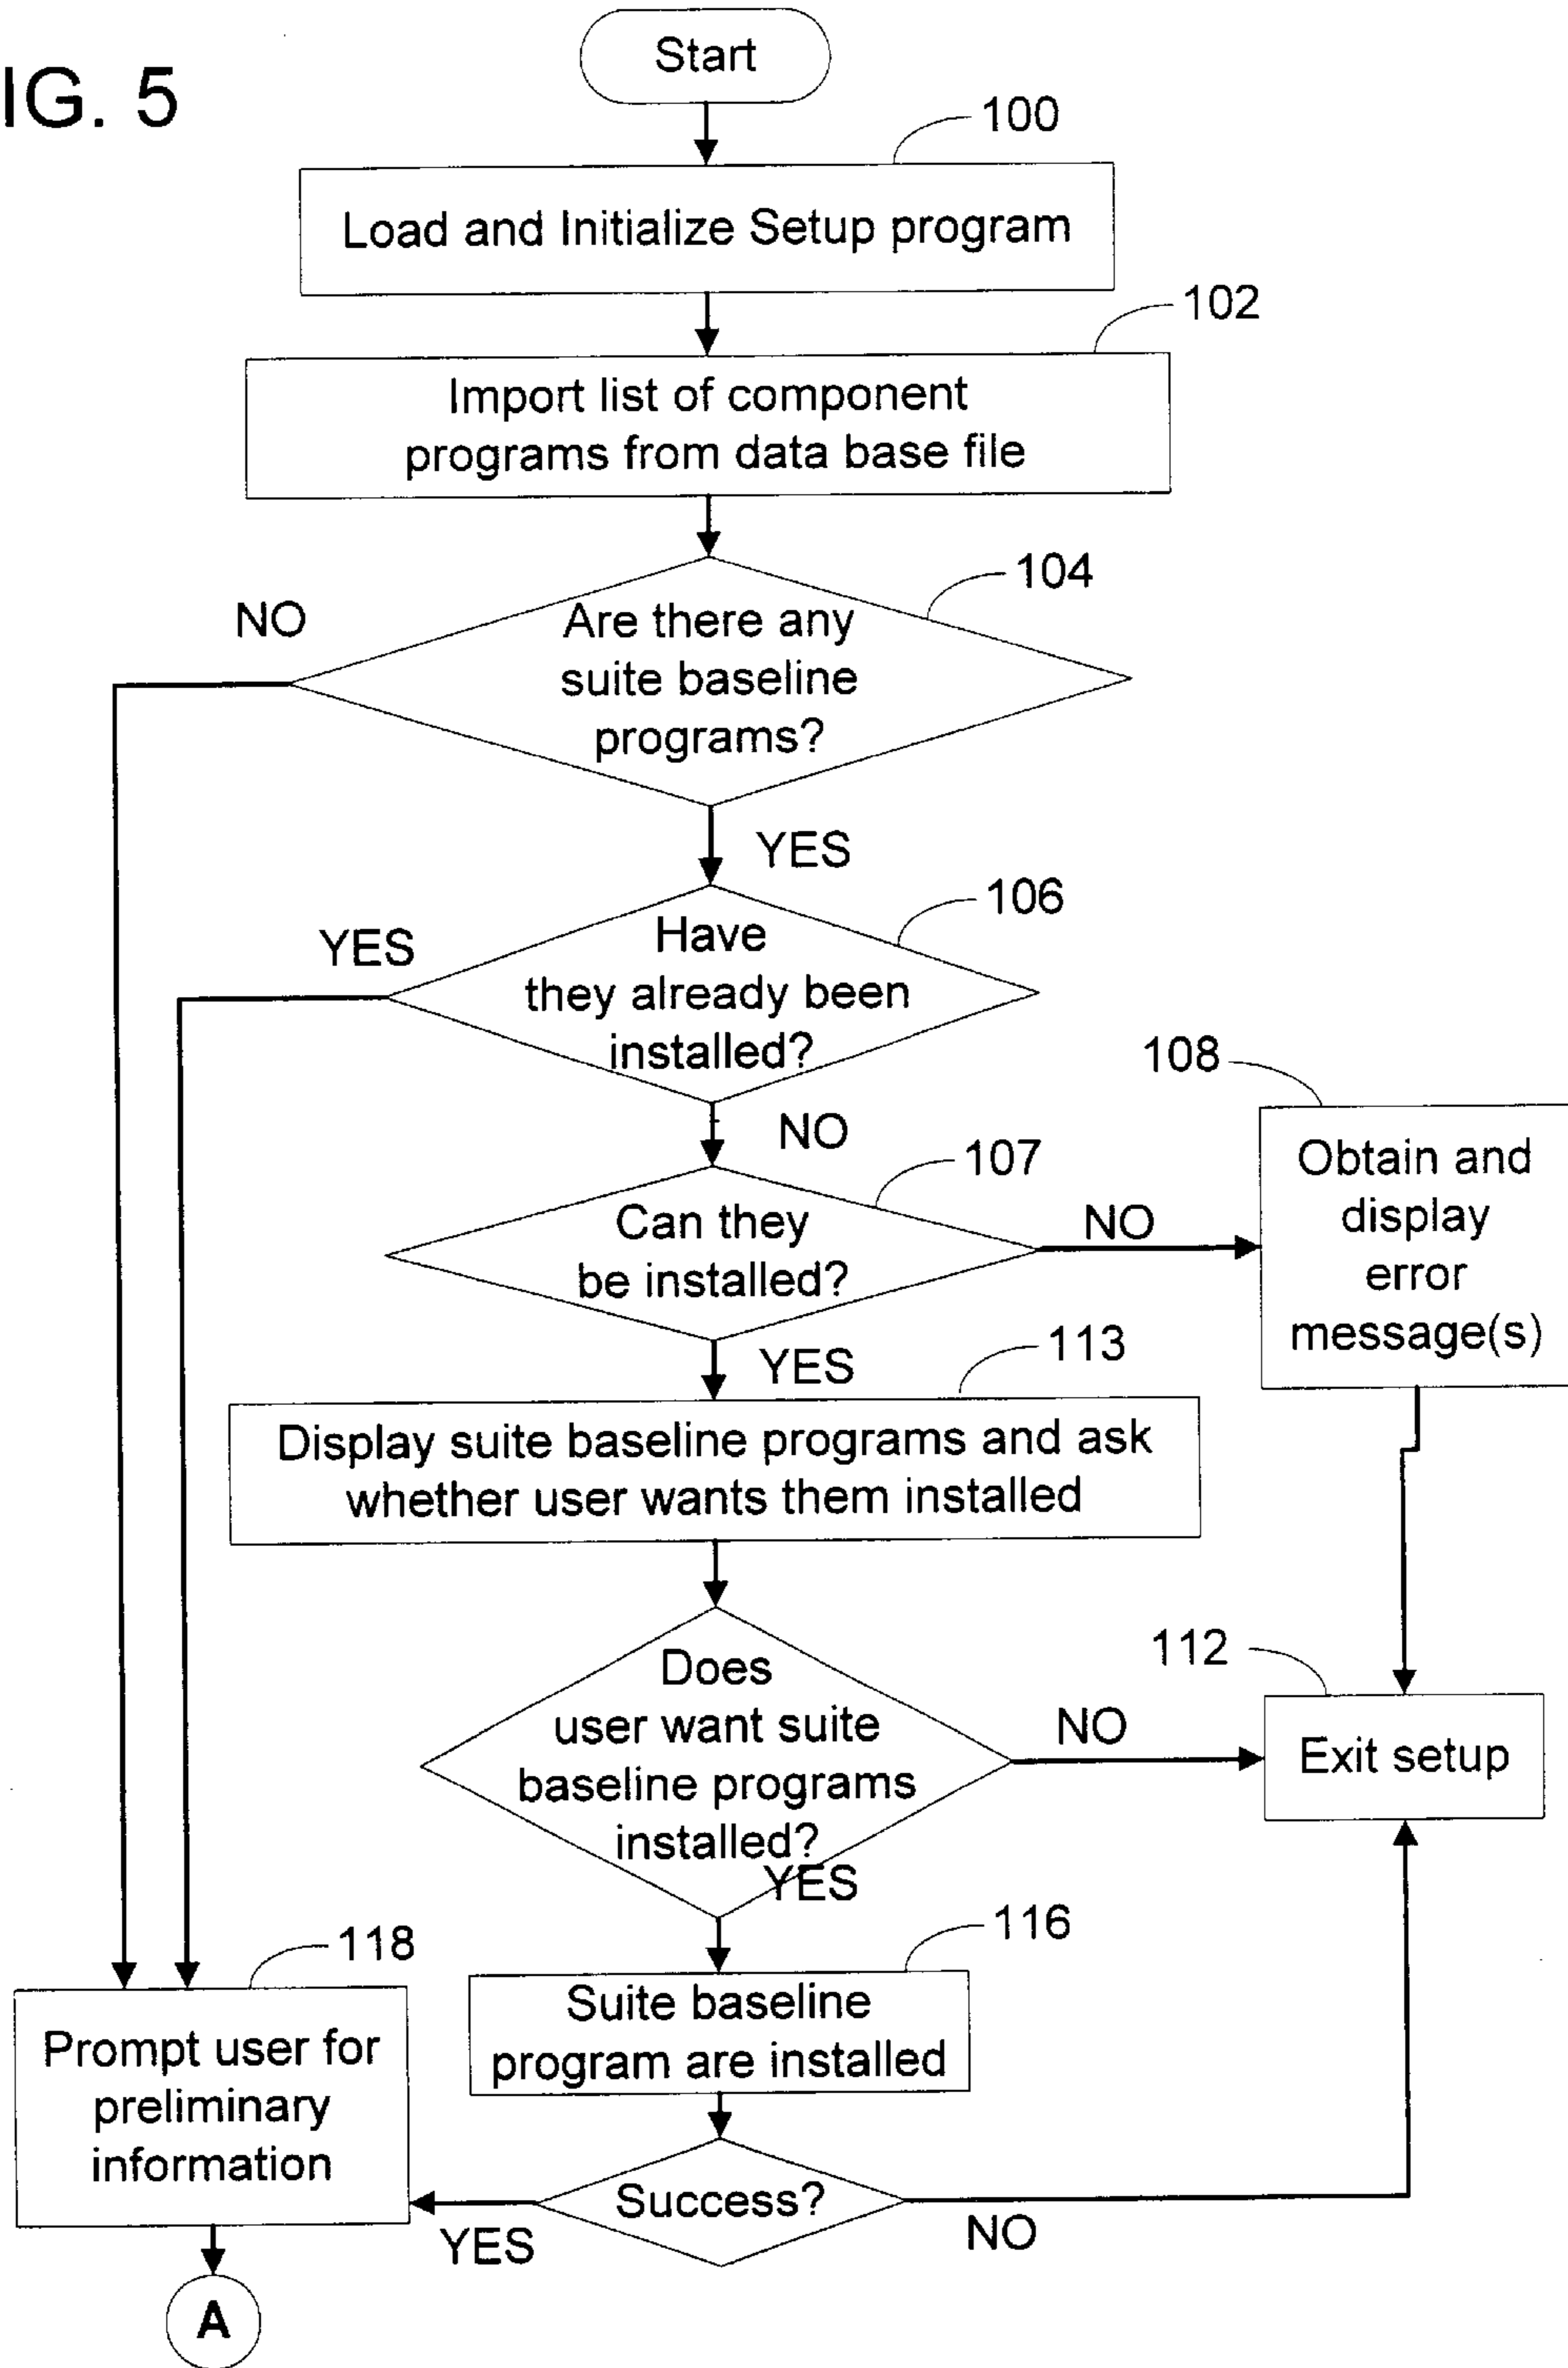 IG. 5
Start
100
Load and Initialize Setup program
102
Import list of component
programs from data base file
104
NO
Are there any
suite baseline
programs?
YES
106
YES
Have
they already been
installed?
108
NO
107
Obtain and
display
error
message(s)
Can they
be installed?
NO
YES
113
Display suite baseline programs and ask
whether user wants them installed
112
Does
user want suite
baseline programs
installed?
NO
Exit setup
YES
116
118
Suite baseline
program are installed
Prompt user for
preliminary
information
Success?
YES
NO
A